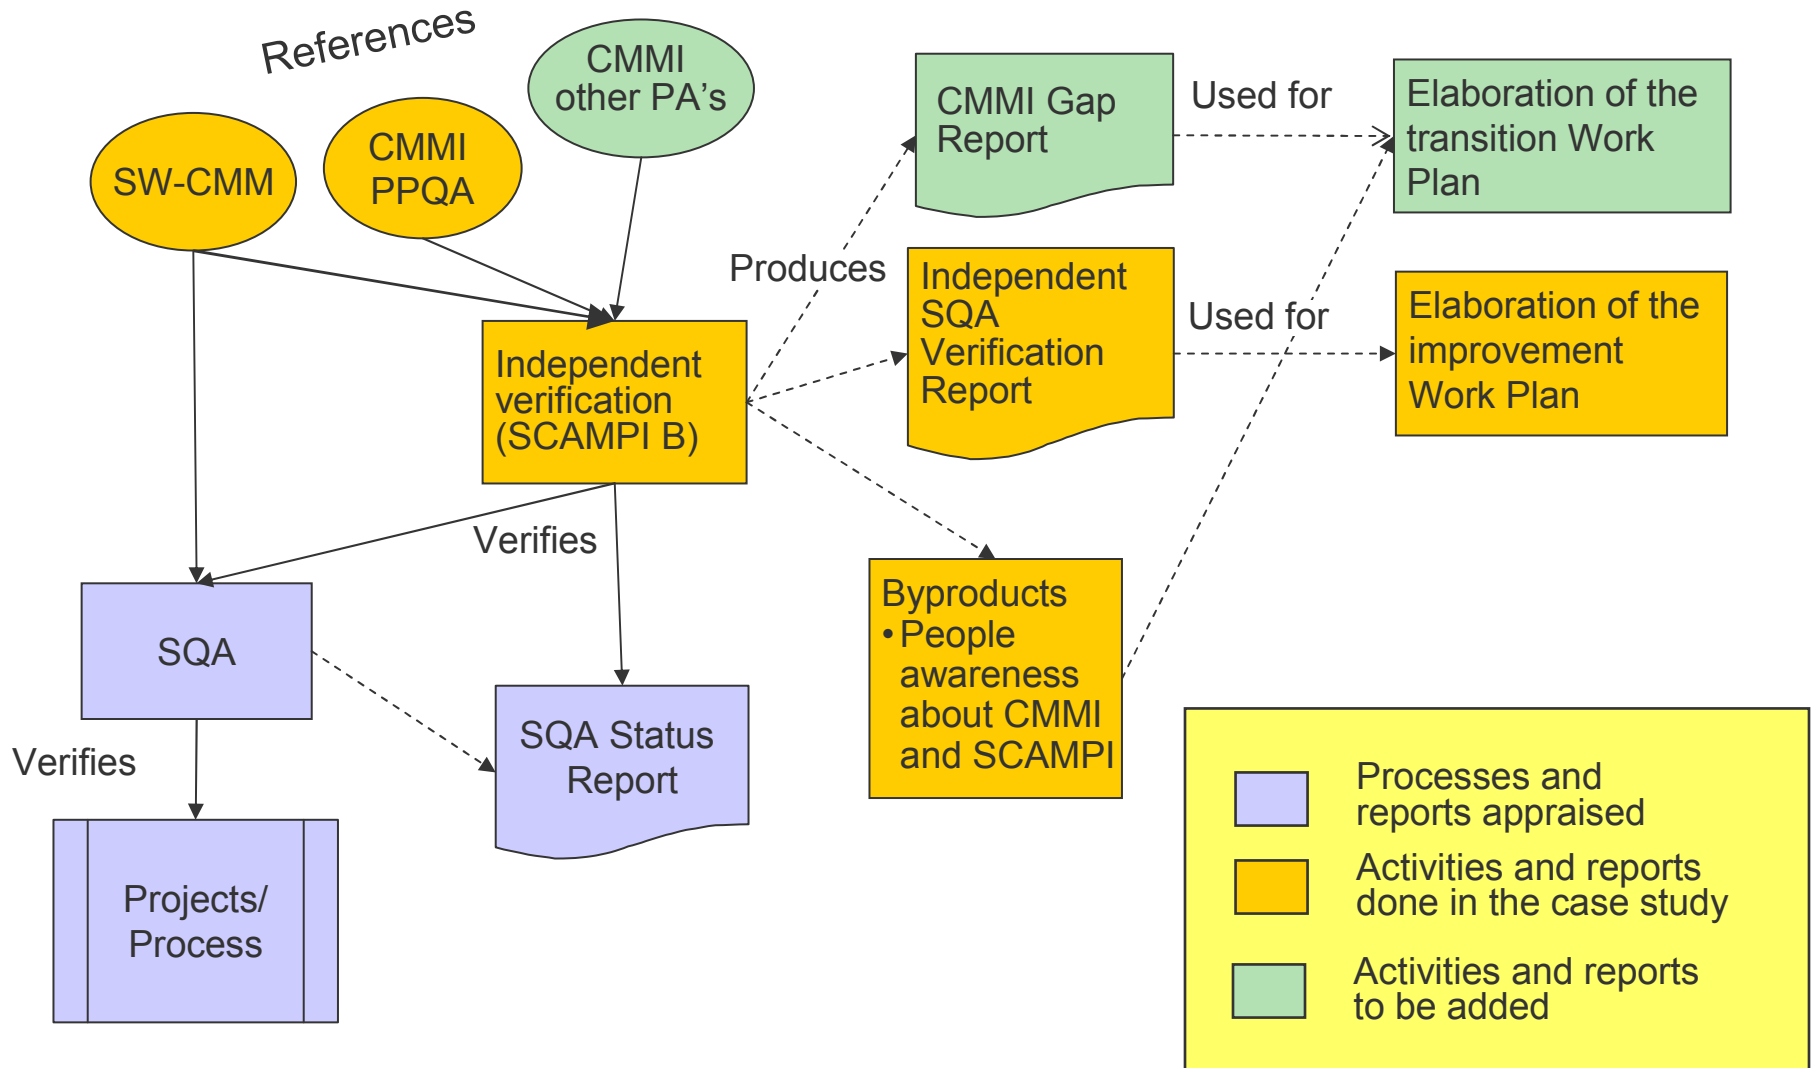 References
SW-CMM
CMMI
PPQA
CMMI
other PA's
CMMI Gap
Report
Used for
Elaboration of the
transition Work
Plan
Produces
Independent
SQA
Verification
Report
Used for
Elaboration of the
improvement
Work Plan
Independent
verification
(SCAMPI B)
Verifies
Byproducts
• People
awareness
about CMMI
and SCAMPI
SQA
SQA Status
Report
Verifies
Projects/
Process
Processes and
reports appraised
Activities and reports
done in the case study
Activities and reports
to be added